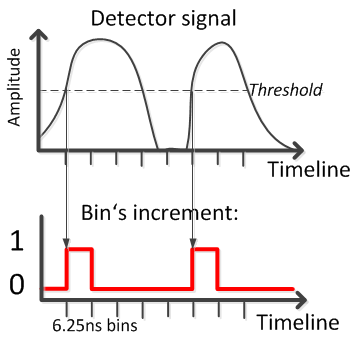 Detector signal
Amplitude
Threshold
Timeline
Bin‘s increment:
1
0
6.25ns bins
Timeline